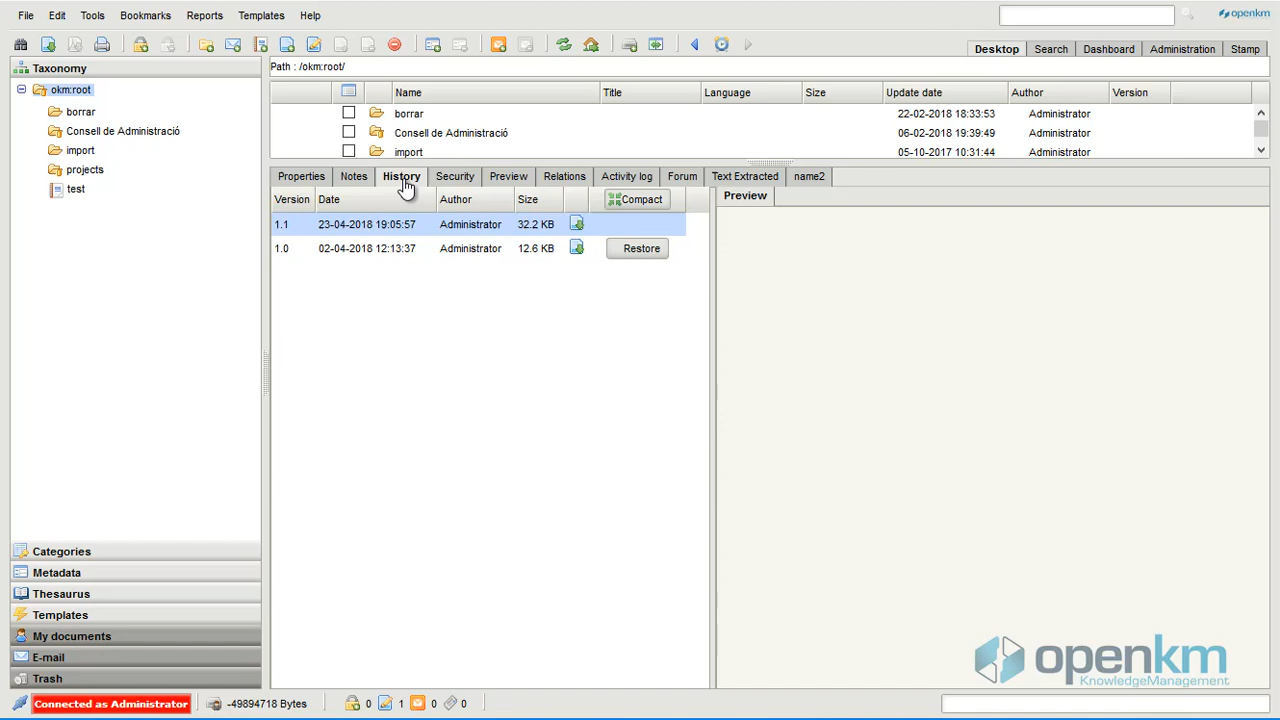 File Edit Tools Bookmarks Reports Templates Help
openkm
Desktop Search Dashboard Administration Stamp
Taxonomy
Path : /okm:root/
okm:root
Name Title Language Size Update date Author Version
borrar
borrar 22-02-2018 18:33:53 Administrator
Consell de Administració
Consell de Administració 06-02-2018 19:39:49 Administrator
import
import 05-10-2017 10:31:44 Administrator
projects
test
Properties Notes History Security Preview Relations Activity log Forum Text Extracted name2
Version Date Author Size Compact
Preview
1.1 23-04-2018 19:05:57 Administrator 32.2 KB
1.0 02-04-2018 12:13:37 Administrator 12.6 KB Restore
Categories
Metadata
Thesaurus
Templates
My documents
E-mail
Trash
openkm
KnowledgeManagement
Connected as Administrator -49894718 Bytes 0 1 0 0